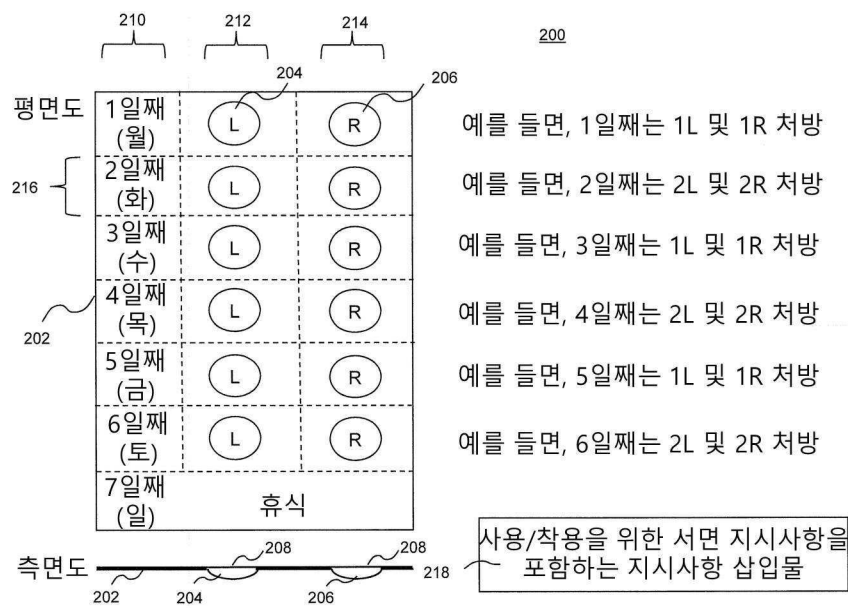 210 212 214 200
204 206
평면도 1일째 L R 예를 들면, 1일째는 1L 및 1R 처방
(월)
216 2일째 L R 예를 들면, 2일째는 2L 및 2R 처방
(화)
3일째 L R 예를 들면, 3일째는 1L 및 1R 처방
(수)
4일째 L R 예를 들면, 4일째는 2L 및 2R 처방
(목)
202
5일째 L R 예를 들면, 5일째는 1L 및 1R 처방
(금)
6일째 L R 예를 들면, 6일째는 2L 및 2R 처방
(토)
7일째 휴식
(일)
측면도 208 208
202 204 206
218 사용/착용을 위한 서면 지시사항을
포함하는 지시사항 삽입물